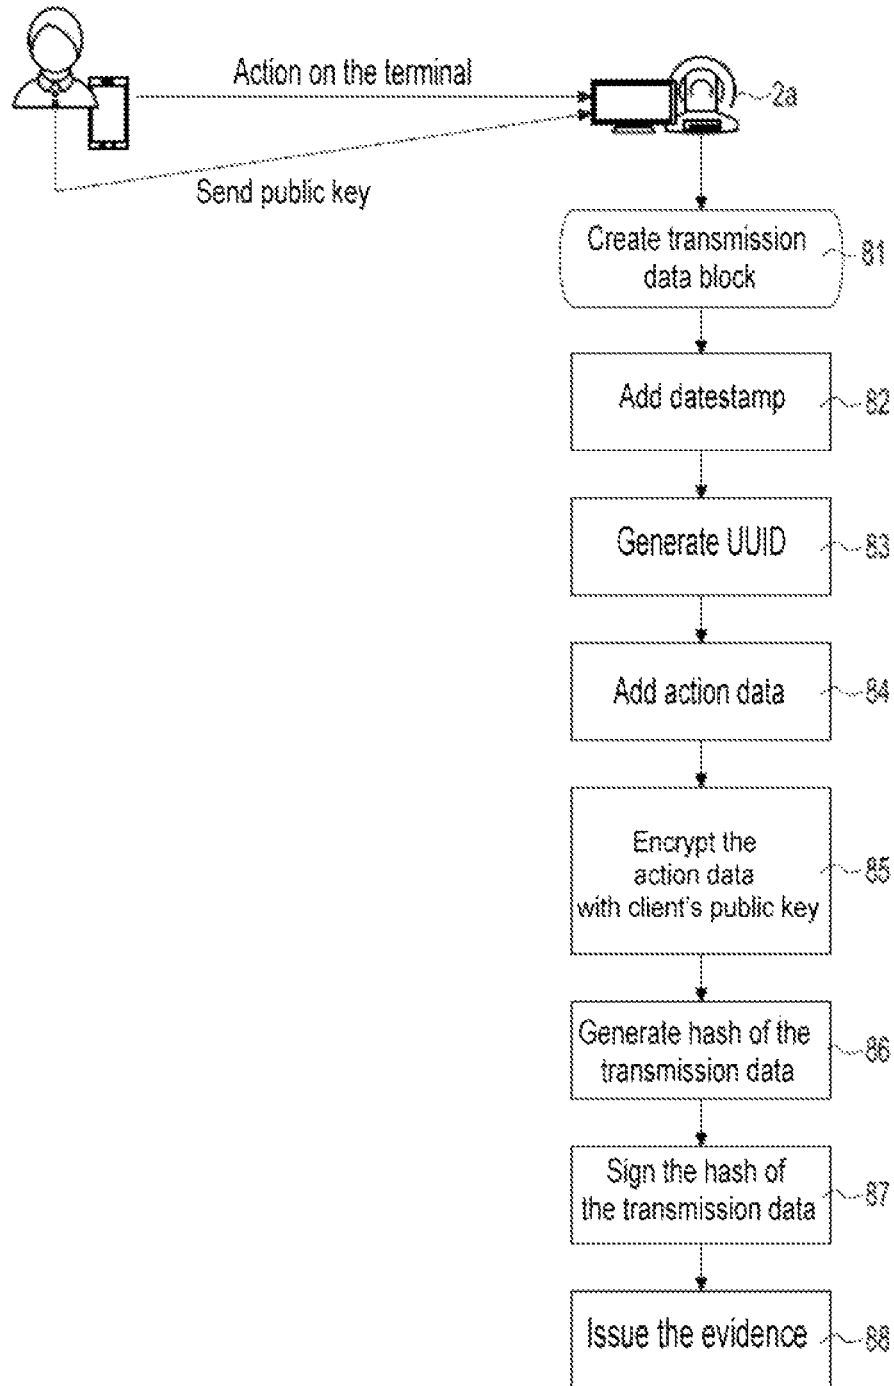 Action on the terminal
2a
Send public key
Create transmission
data block
81
Add datestamp
82
Generate UUID
83
Add action data
84
Encrypt the
action data
with client's public key
85
Generate hash of the
transmission data
86
Sign the hash of
the transmission data
87
Issue the evidence
88